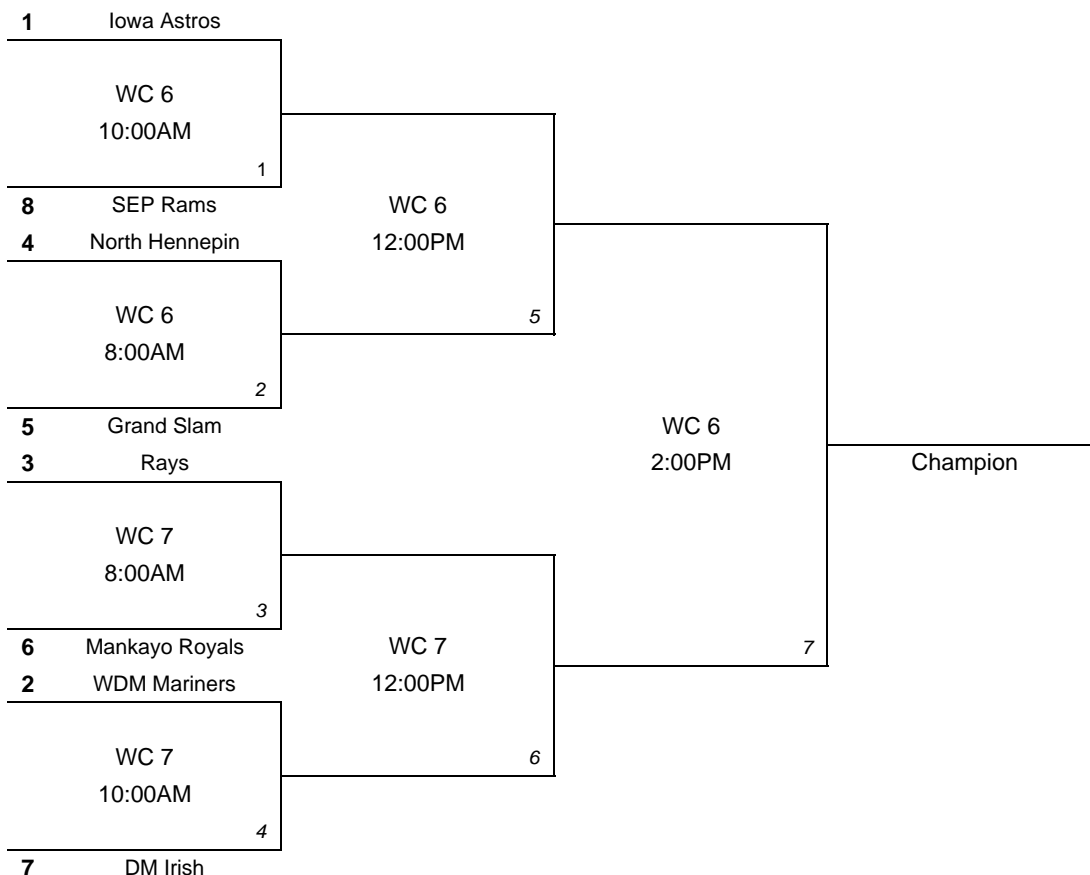 1 Iowa Astros
WC 6
10:00AM
1
8 SEP Rams
WC 6
4 North Hennepin
12:00PM
WC 6
5
8:00AM
2
5 Grand Slam
WC 6
3 Rays
2:00PM
Champion
WC 7
8:00AM
3
6 Mankayo Royals
WC 7
7
2 WDM Mariners
12:00PM
WC 7
6
10:00AM
4
7 DM Irish